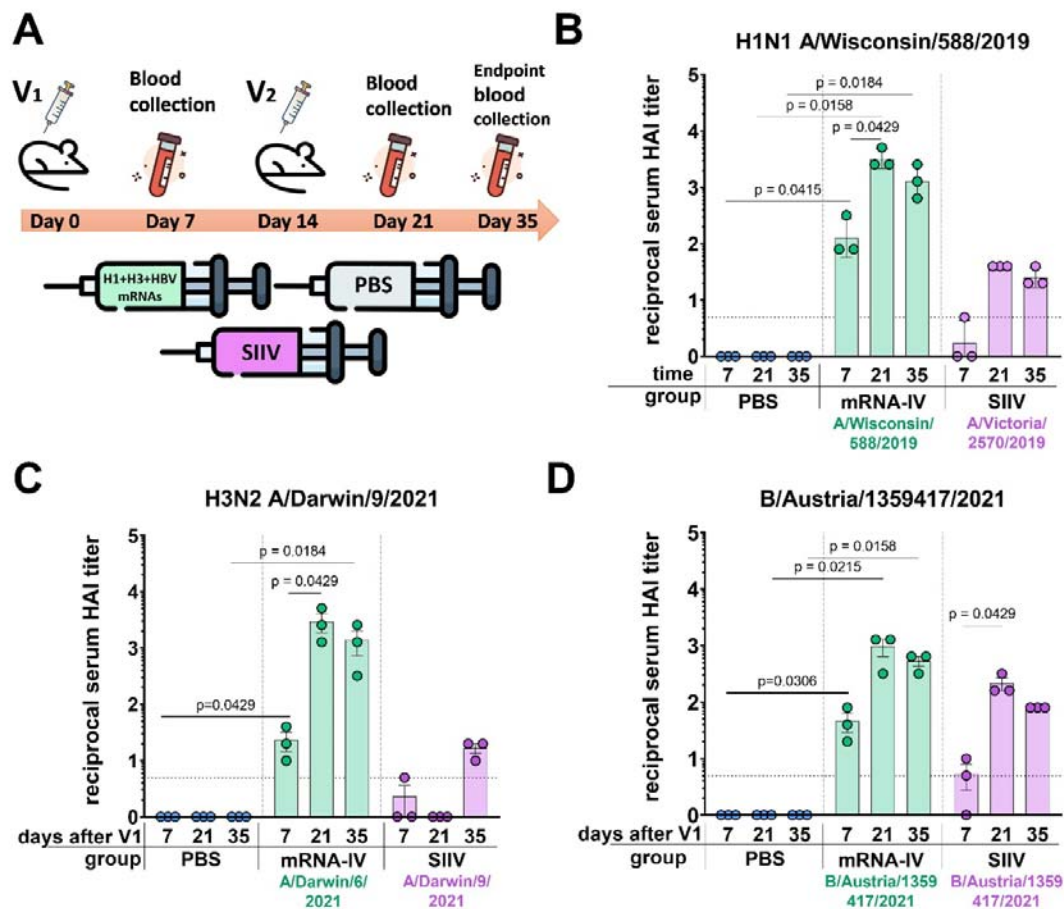 A
V1
Blood
collection
V2
Blood
collection
Endpoint
blood
collection
Day 0
Day 7
Day 14
Day 21
Day 35
H1+H3+HBV
mRNAs
PBS
SIIV
B
H1N1 A/Wisconsin/588/2019
reciprocal serum HAI titer
5
4
3
2
1
0
p = 0.0184
p = 0.0158
p = 0.0429
p = 0.0415
time 7 21 35 7 21 35 7 21 35
group PBS mRNA-IV SIIV
A/Wisconsin/ A/Victoria/
588/2019 2570/2019
C
H3N2 A/Darwin/9/2021
reciprocal serum HAI titer
5
4
3
2
1
0
p = 0.0184
p = 0.0429
p=0.0429
days after V1 7 21 35 7 21 35 7 21 35
group PBS mRNA-IV SIIV
A/Darwin/6/ A/Darwin/9/
2021 2021
D
B/Austria/1359417/2021
reciprocal serum HAI titer
5
4
3
2
1
0
p = 0.0158
p = 0.0215
p = 0.0429
p=0.0306
days after V1 7 21 35 7 21 35 7 21 35
group PBS mRNA-IV SIIV
B/Austria/1359 B/Austria/1359
417/2021 417/2021